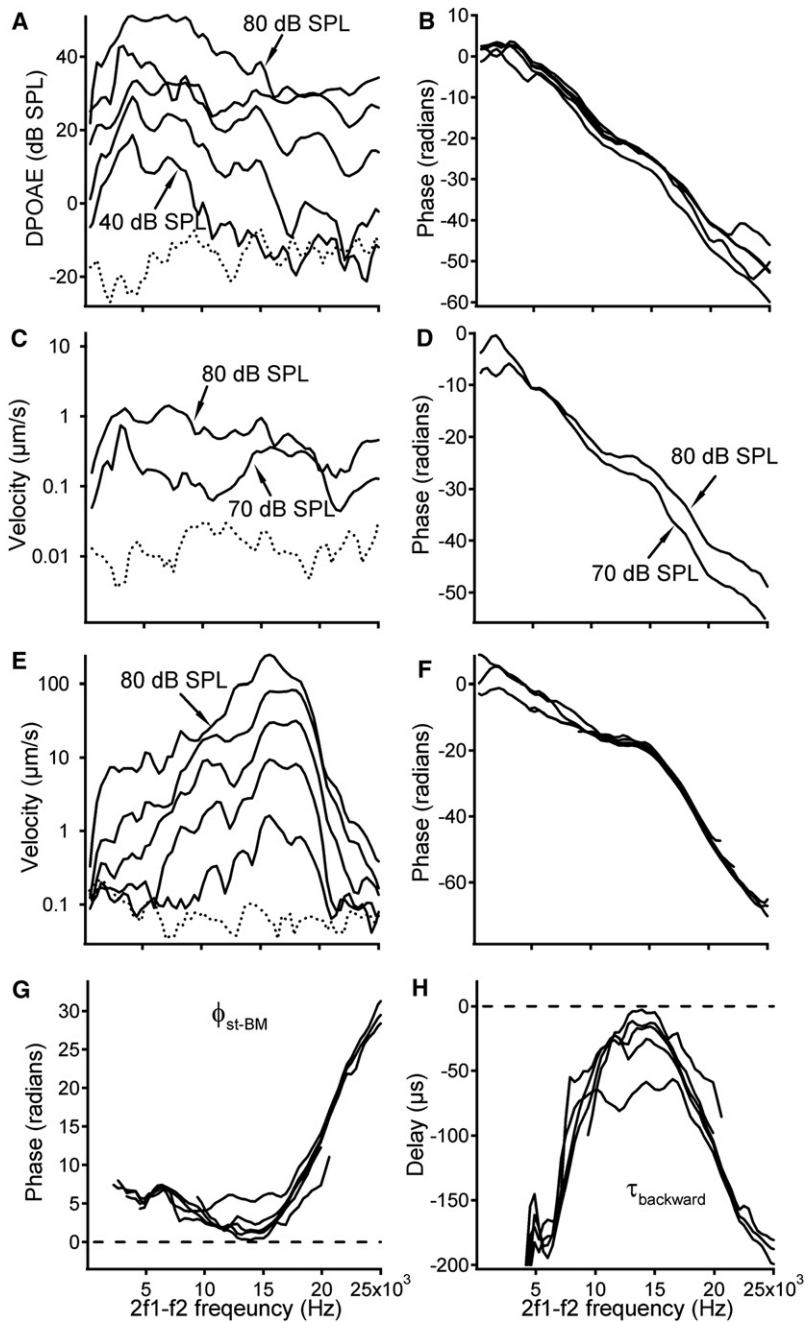 A
80 dB SPL
DPOAE (dB SPL)
40
20
0
-20
40 dB SPL
B
Phase (radians)
10
0
-10
-20
-30
-40
-50
-60
C
Velocity (µm/s)
10
1
0.1
0.01
80 dB SPL
70 dB SPL
D
Phase (radians)
0
-10
-20
-30
-40
-50
80 dB SPL
70 dB SPL
E
Velocity (µm/s)
100
10
1
0.1
80 dB SPL
F
Phase (radians)
0
-20
-40
-60
G
Phase (radians)
30
25
20
15
10
5
0
ϕst-BM
5 10 15 20 25x10³
2f1-f2 freqeuncy (Hz)
H
Delay (µs)
0
-50
-100
-150
-200
τbackward
5 10 15 20 25x10³
2f1-f2 frequency (Hz)